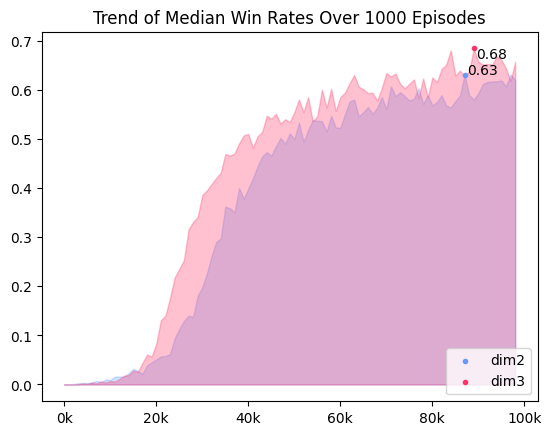 Trend of Median Win Rates Over 1000 Episodes
0.7
0.6
0.5
0.4
0.3
0.2
0.1
0.0
0.68
0.63
dim2
dim3
0k
20k
40k
60k
80k
100k